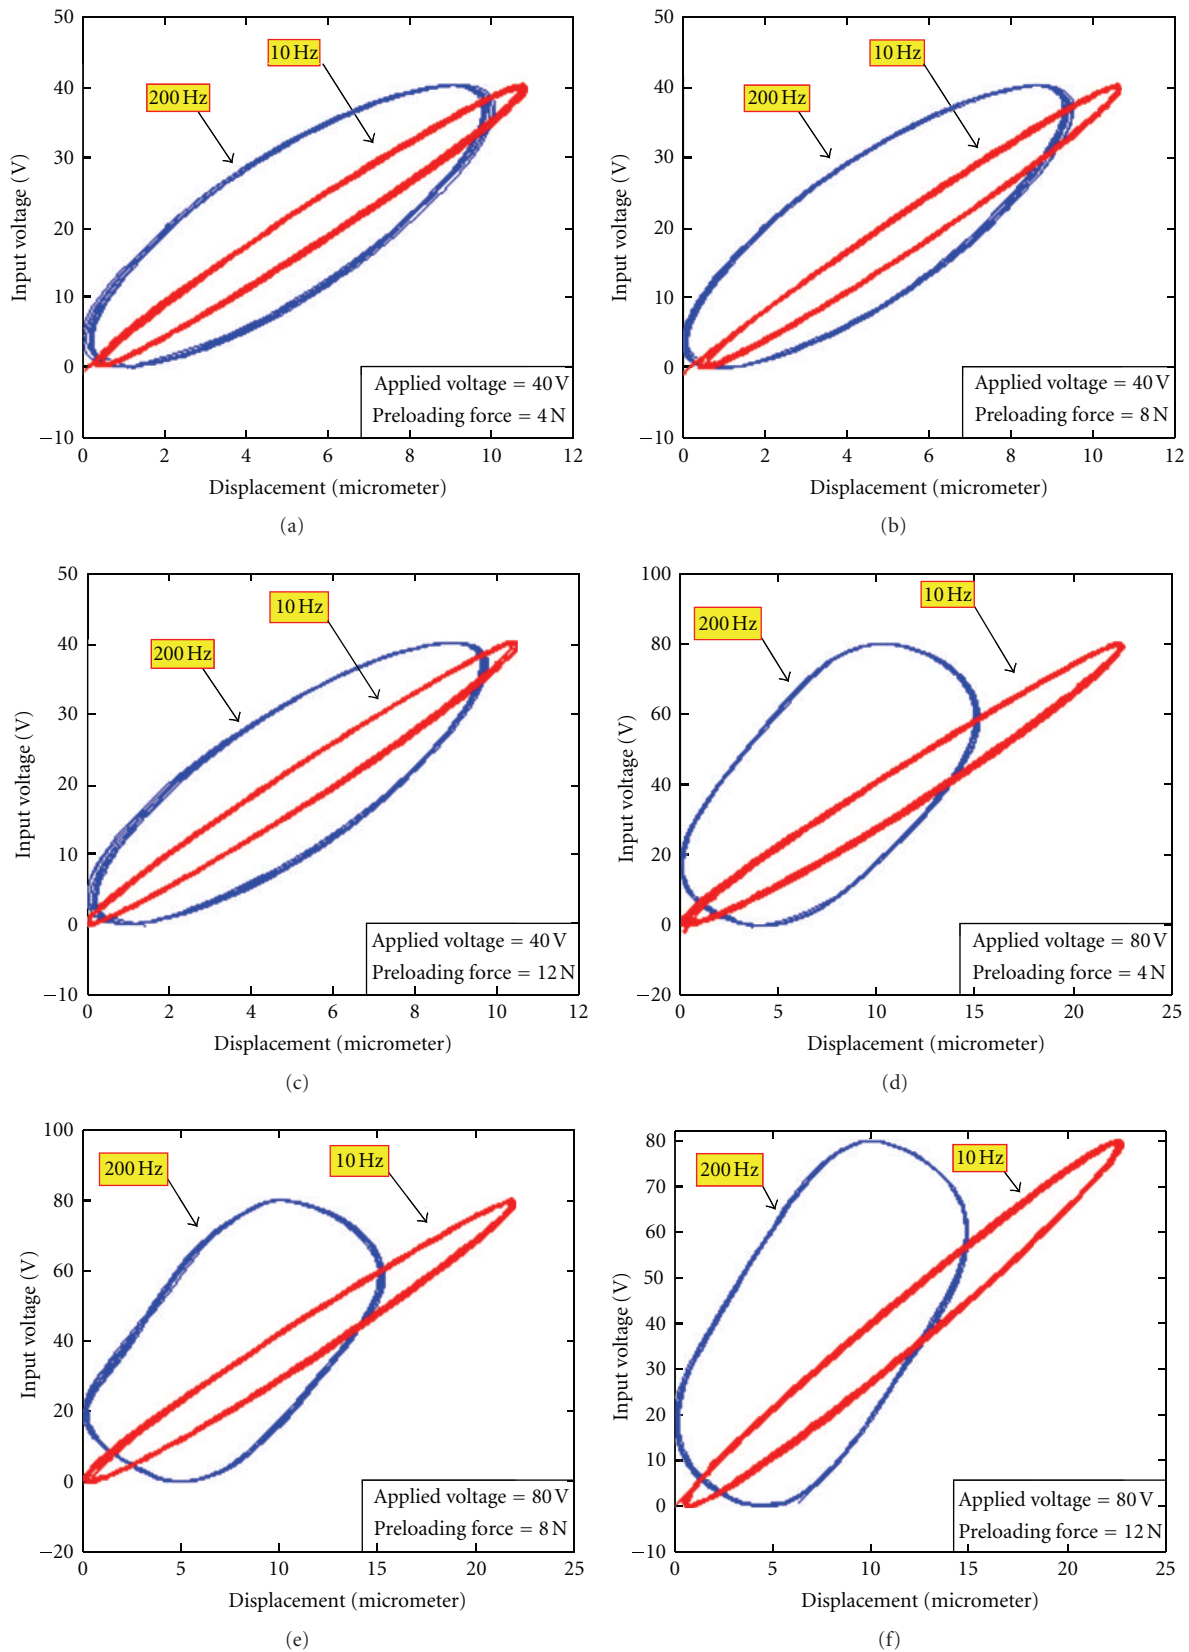 50
40
30
20
10
0
−10
Input voltage (V)
200 Hz
10 Hz
Applied voltage = 40 V
Preloading force = 4 N
0 2 4 6 8 10 12
Displacement (micrometer)
(a)
50
40
30
20
10
0
−10
Input voltage (V)
200 Hz
10 Hz
Applied voltage = 40 V
Preloading force = 8 N
0 2 4 6 8 10 12
Displacement (micrometer)
(b)
50
40
30
20
10
0
−10
Input voltage (V)
200 Hz
10 Hz
Applied voltage = 40 V
Preloading force = 12 N
0 2 4 6 8 10 12
Displacement (micrometer)
(c)
100
80
60
40
20
0
−20
Input voltage (V)
200 Hz
10 Hz
Applied voltage = 80 V
Preloading force = 4 N
0 5 10 15 20 25
Displacement (micrometer)
(d)
100
80
60
40
20
0
−20
Input voltage (V)
200 Hz
10 Hz
Applied voltage = 80 V
Preloading force = 8 N
0 5 10 15 20 25
Displacement (micrometer)
(e)
80
70
60
50
40
30
20
10
0
−10
Input voltage (V)
200 Hz
10 Hz
Applied voltage = 80 V
Preloading force = 12 N
0 5 10 15 20 25
Displacement (micrometer)
(f)